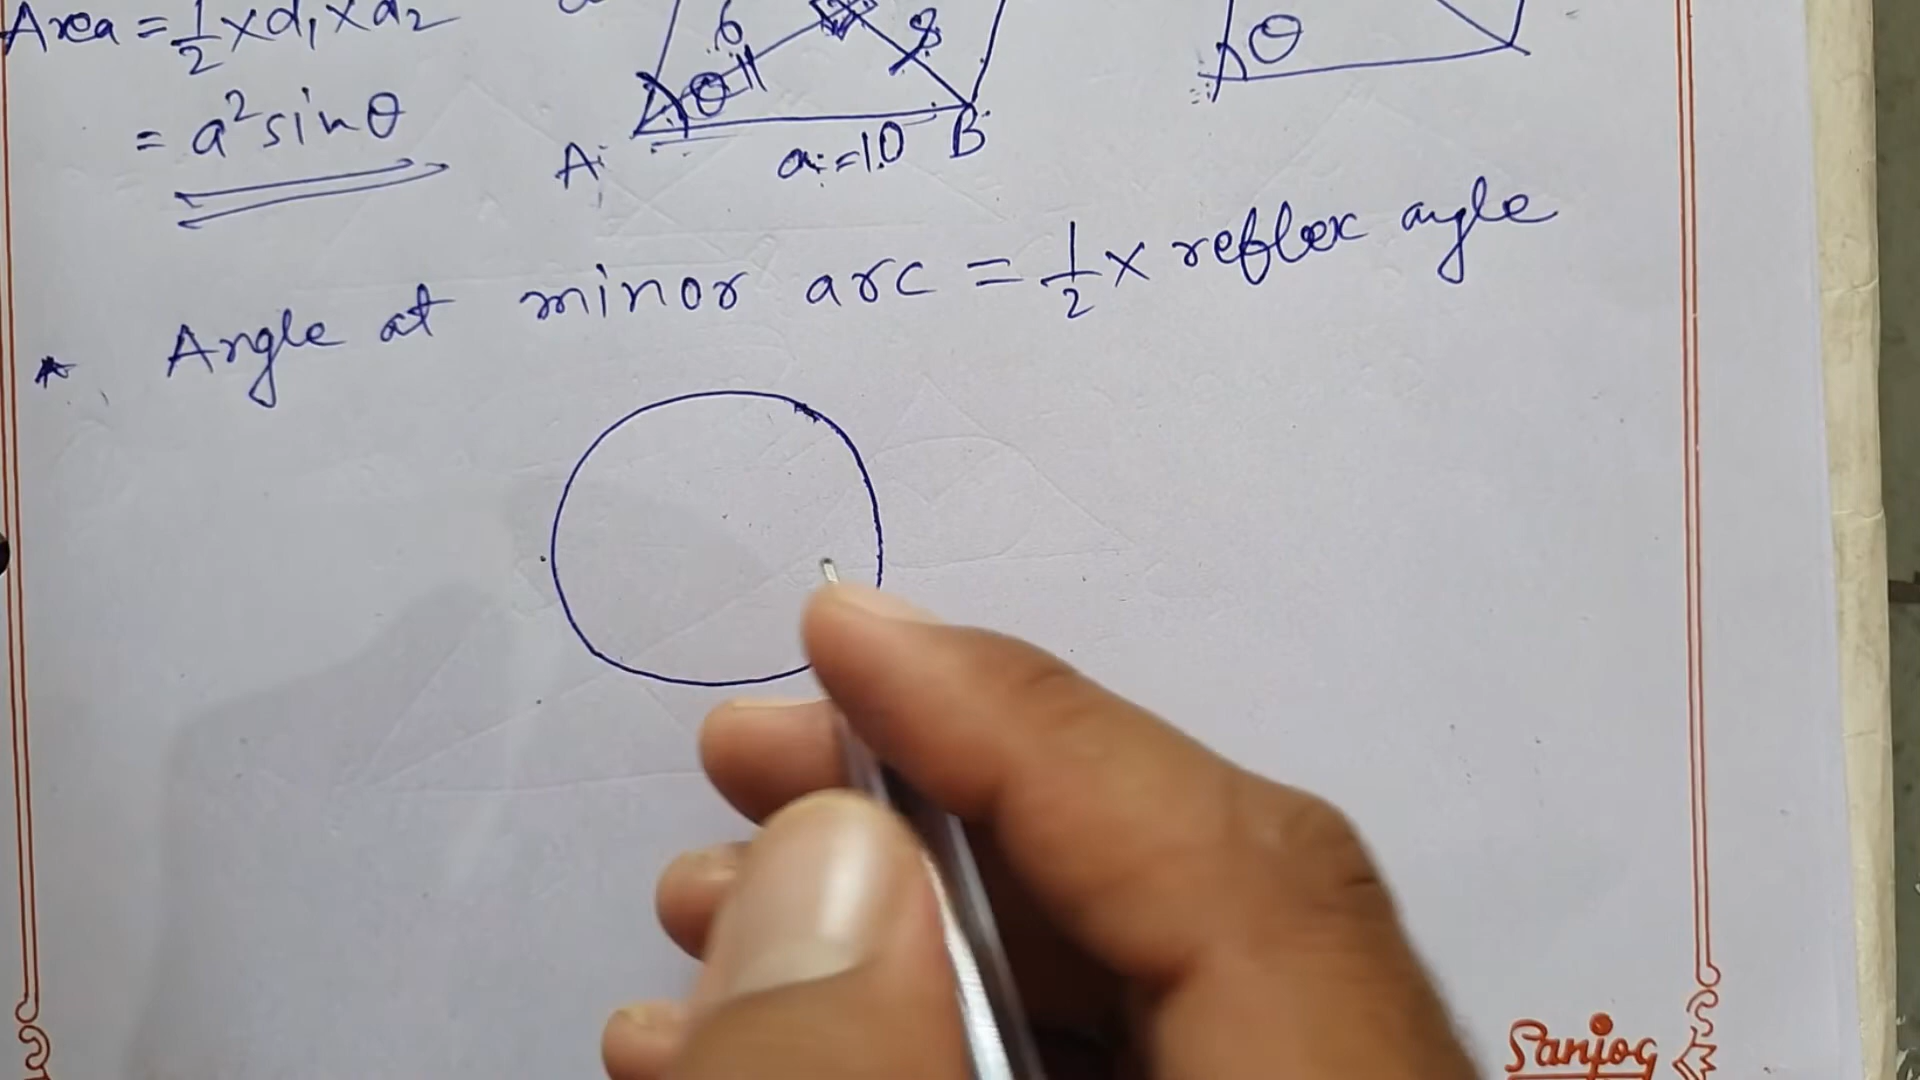 Area = 1/2 × d₁ × d₂
= a² sin θ
6
8
θ
θ
A
a = 10
B
* Angle at minor arc = 1/2 × reflex angle
Sanjog